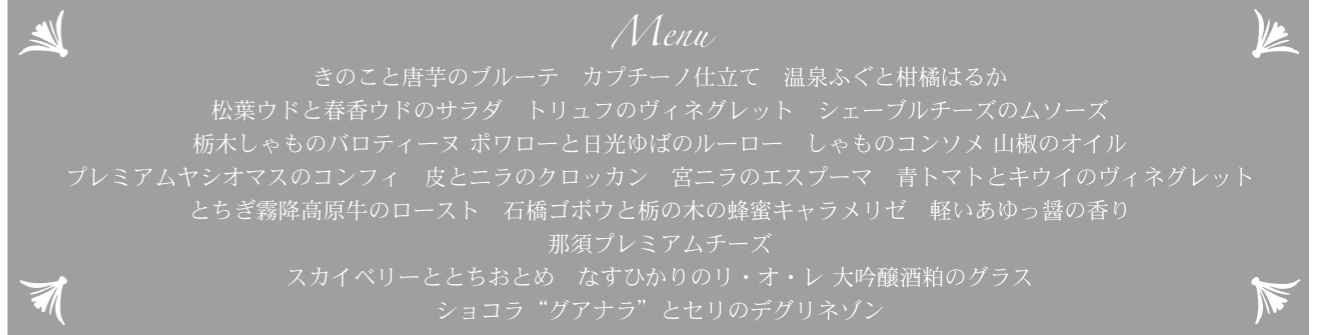 Menu
きのこと唐芋のブルーテ　カプチーノ仕立て　温泉ふぐと柑橘はるか
松葉ウドと春香ウドのサラダ　トリュフのヴィネグレット　シェーブルチーズのムソーズ
栃木しゃものバロティーヌ ポワローと日光ゆばのルーロー　しゃものコンソメ 山椒のオイル
プレミアムヤシオマスのコンフィ　皮とニラのクロッカン　宮ニラのエスプーマ　青トマトとキウイのヴィネグレット
とちぎ霧降高原牛のロースト　石橋ゴボウと栃の木の蜂蜜キャラメリゼ　軽いあゆっ醤の香り
那須プレミアムチーズ
スカイベリーととちおとめ　なすひかりのリ・オ・レ 大吟醸酒粕のグラス
ショコラ“グアナラ”とセリのデグリネゾン